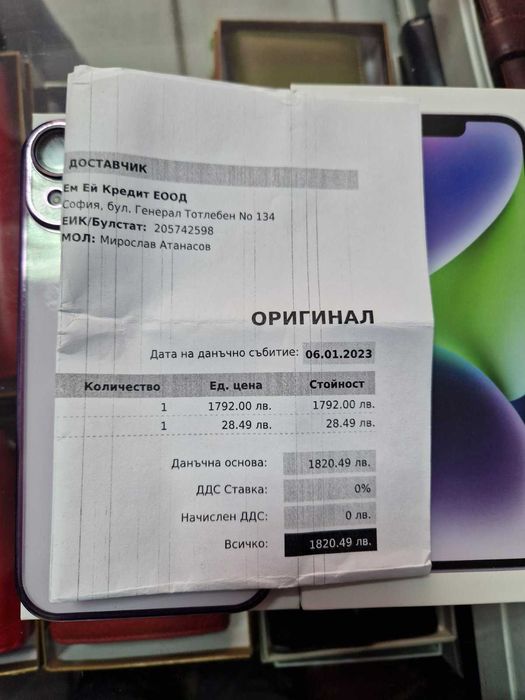 ДОСТАВЧИК
Ем Ей Кредит ЕООД
София, бул. Генерал Тотлебен No 134
ЕИК/Булстат: 205742598
МОЛ: Мирослав Атанасов
ОРИГИНАЛ
Дата на данъчно събитие: 06.01.2023
Количество Ед. цена Стойност
1 1792.00 лв. 1792.00 лв.
1 28.49 лв. 28.49 лв.
Данъчна основа: 1820.49 лв.
ДДС Ставка: 0%
Начислен ДДС: 0 лв.
Всичко: 1820.49 лв.